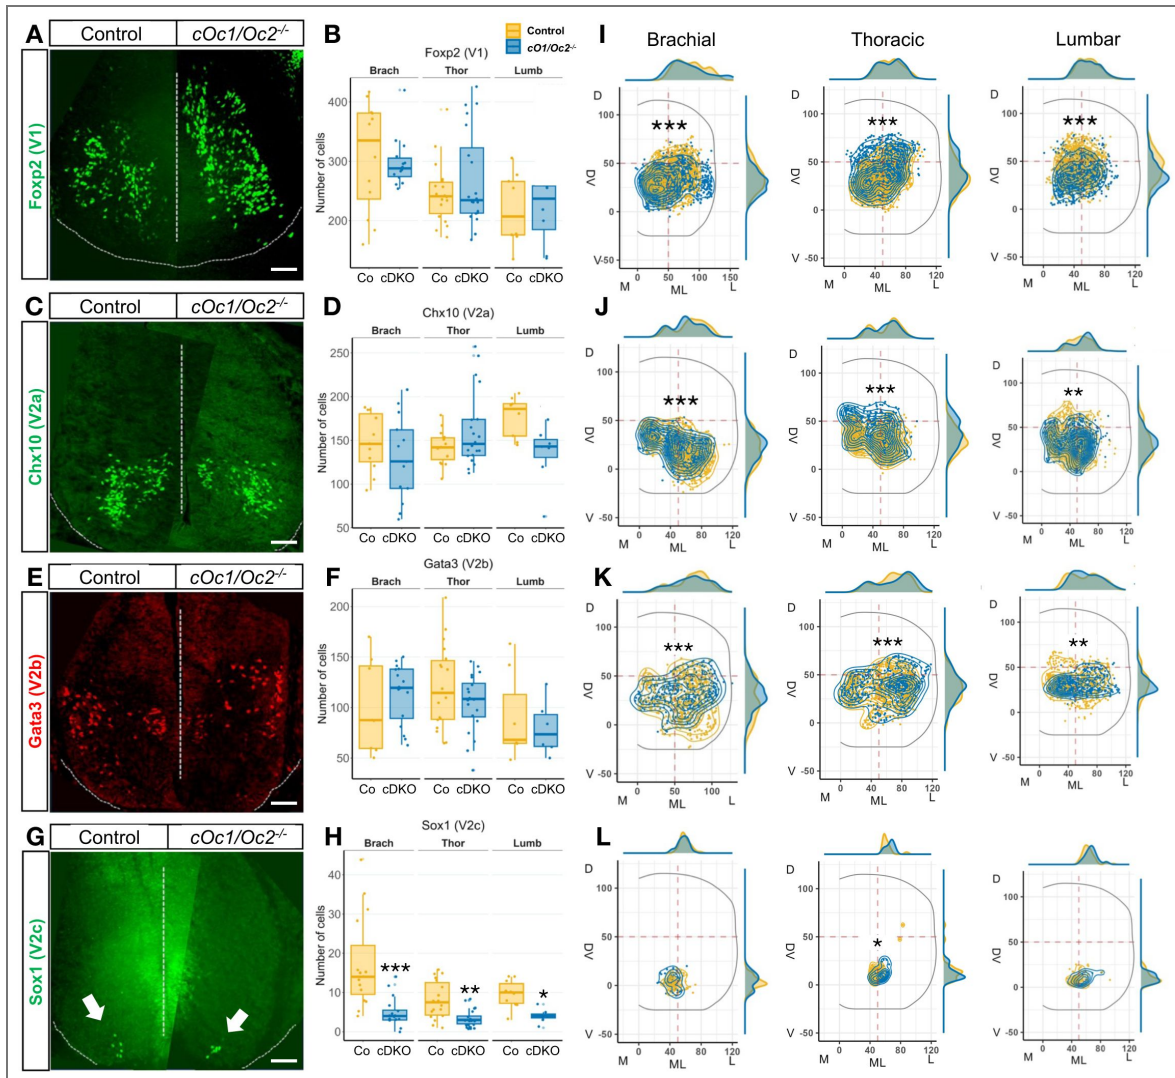 A Control cOc1/Oc2-/-
Foxp2 (V1)
B Control
cO1/Oc2-/-
Foxp2 (V1)
Brach Thor Lumb
Number of cells
400
300
200
Co cDKO Co cDKO Co cDKO
I Brachial Thoracic Lumbar
D
100
50
0
V-50
DV
***
0 50 100 150
M ML L
D
100
50
0
V -50
DV
***
0 40 80 120
M ML L
D
100
50
0
V -50
DV
***
0 40 80 120
M ML L
C Control cOc1/Oc2-/-
Chx10 (V2a)
D Chx10 (V2a)
Brach Thor Lumb
Number of cells
250
200
150
100
50
Co cDKO Co cDKO Co cDKO
J
D
100
50
0
V -50
DV
***
0 40 80 120
M ML L
D
100
50
0
V -50
DV
***
0 40 80 120
M ML L
D
100
50
0
V -50
DV
**
0 40 80 120
M ML L
E Control cOc1/Oc2-/-
Gata3 (V2b)
F Gata3 (V2b)
Brach Thor Lumb
Number of cells
200
150
100
50
Co cDKO Co cDKO Co cDKO
K
D
100
50
0
V -50
DV
***
0 50 100
M ML L
D
100
50
0
V -50
DV
***
0 40 80 120
M ML L
D
100
50
0
V -50
DV
**
0 40 80 120
M ML L
G Control cOc1/Oc2-/-
Sox1 (V2c)
H Sox1 (V2c)
Brach Thor Lumb
Number of cells
40
30
20
10
0
*** ** *
Co cDKO Co cDKO Co cDKO
L
D
100
50
0
V -50
DV
0 40 80 120
M ML L
D
100
50
0
V -50
DV
*
0 40 80 120
M ML L
D
100
50
0
V -50
DV
0 40 80 120
M ML L